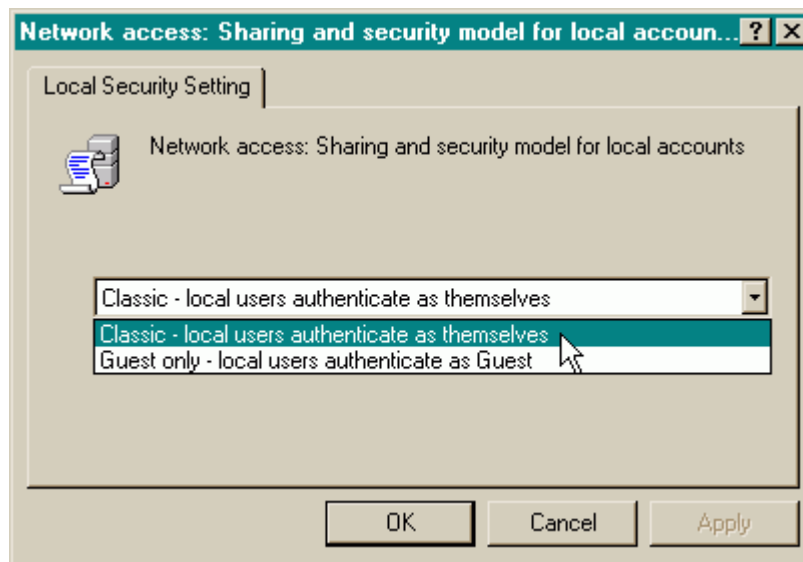 Network access: Sharing and security model for local accoun...
Local Security Setting
Network access: Sharing and security model for local accounts
Classic - local users authenticate as themselves
Classic - local users authenticate as themselves
Guest only - local users authenticate as Guest
OK Cancel Apply